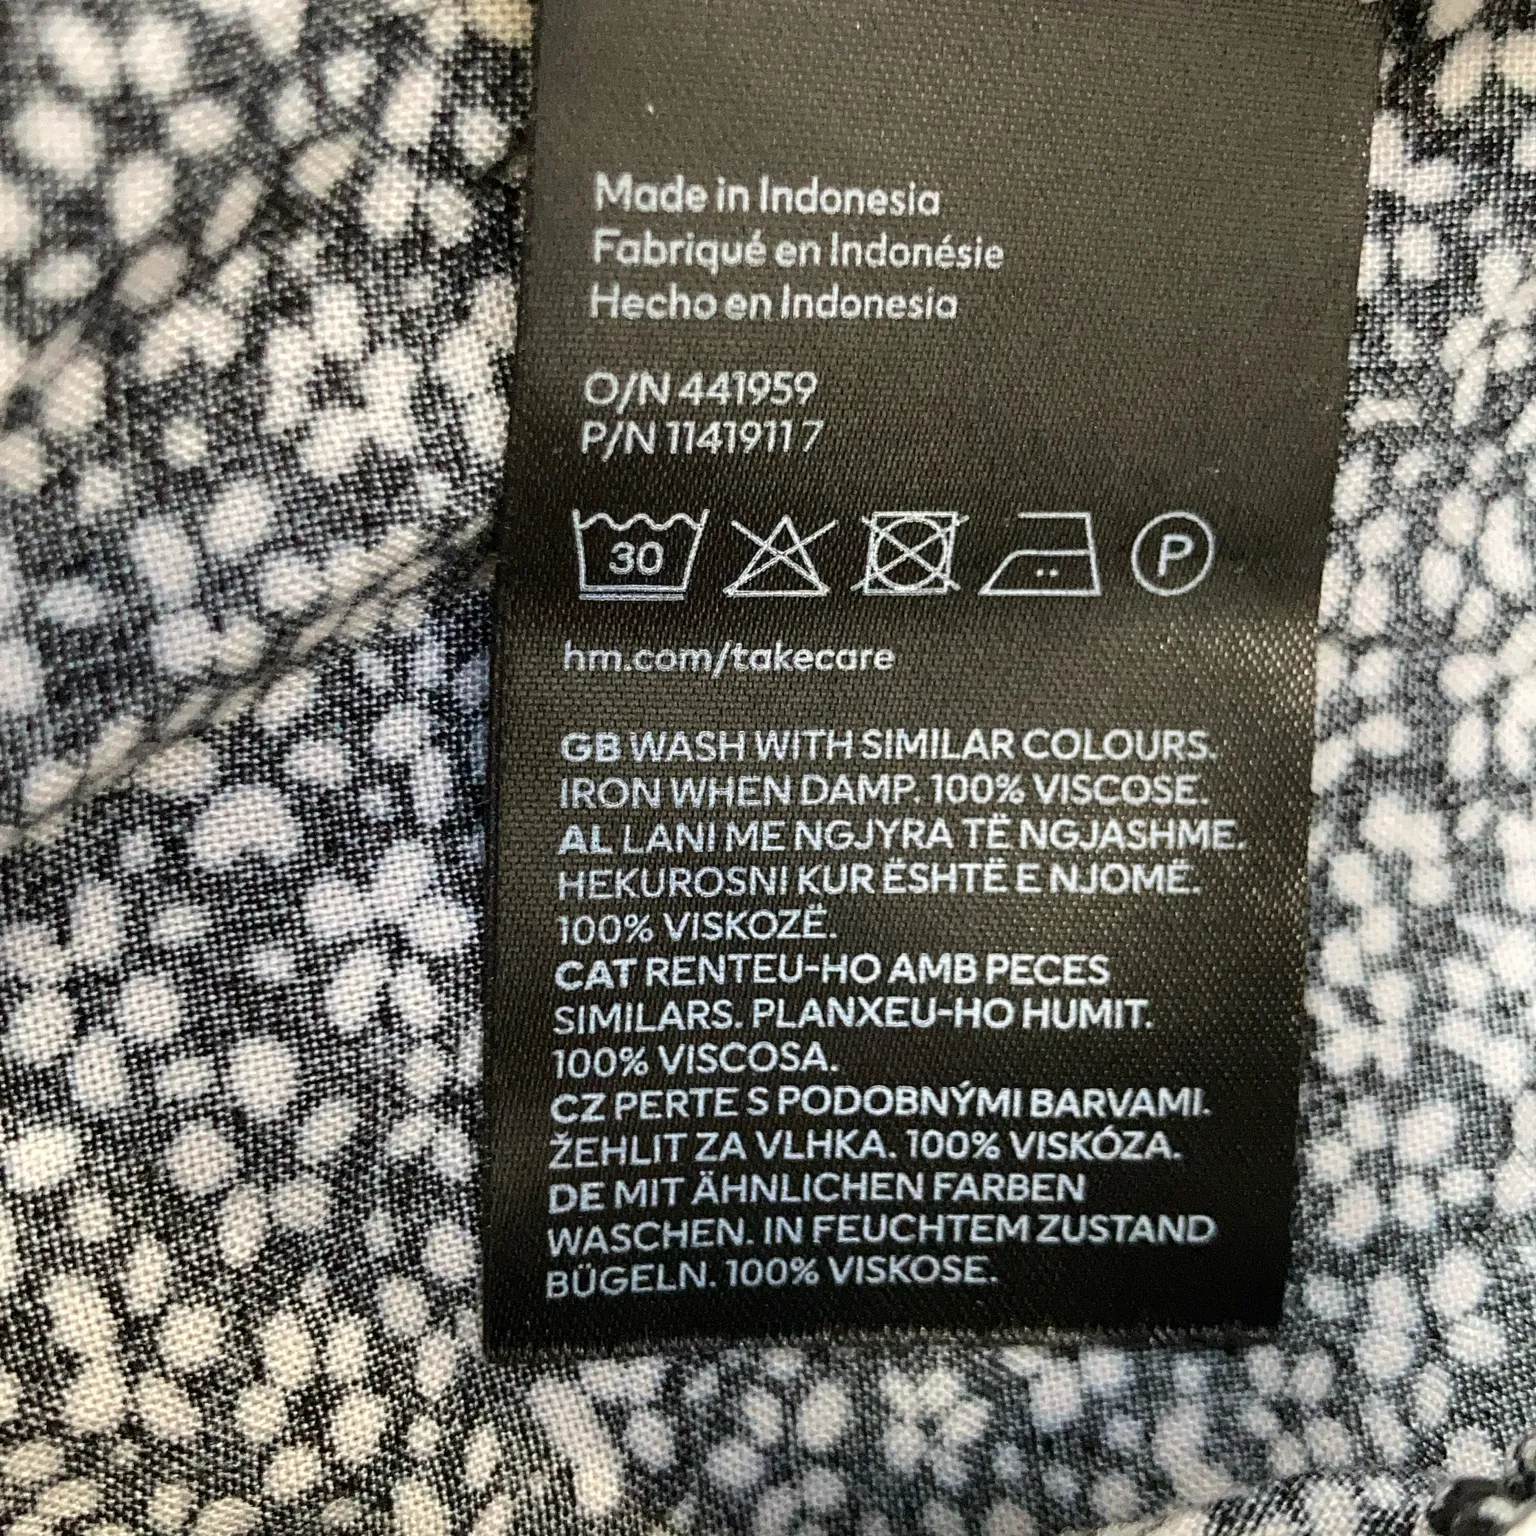 Made in Indonesia
Fabriqué en Indonésie
Hecho en Indonesia
O/N 441959
P/N 11419117
30 P
hm.com/takecare
GB WASH WITH SIMILAR COLOURS.
IRON WHEN DAMP. 100% VISCOSE.
AL LANI ME NGJYRA TË NGJASHME.
HEKUROSNI KUR ËSHTË E NJOMË.
100% VISKOZË.
CAT RENTEU-HO AMB PECES
SIMILARS. PLANXEU-HO HUMIT.
100% VISCOSA.
CZ PERTE S PODOBNÝMI BARVAMI.
ŽEHLIT ZA VLHKA. 100% VISKÓZA.
DE MIT ÄHNLICHEN FARBEN
WASCHEN. IN FEUCHTEM ZUSTAND
BÜGELN. 100% VISKOSE.